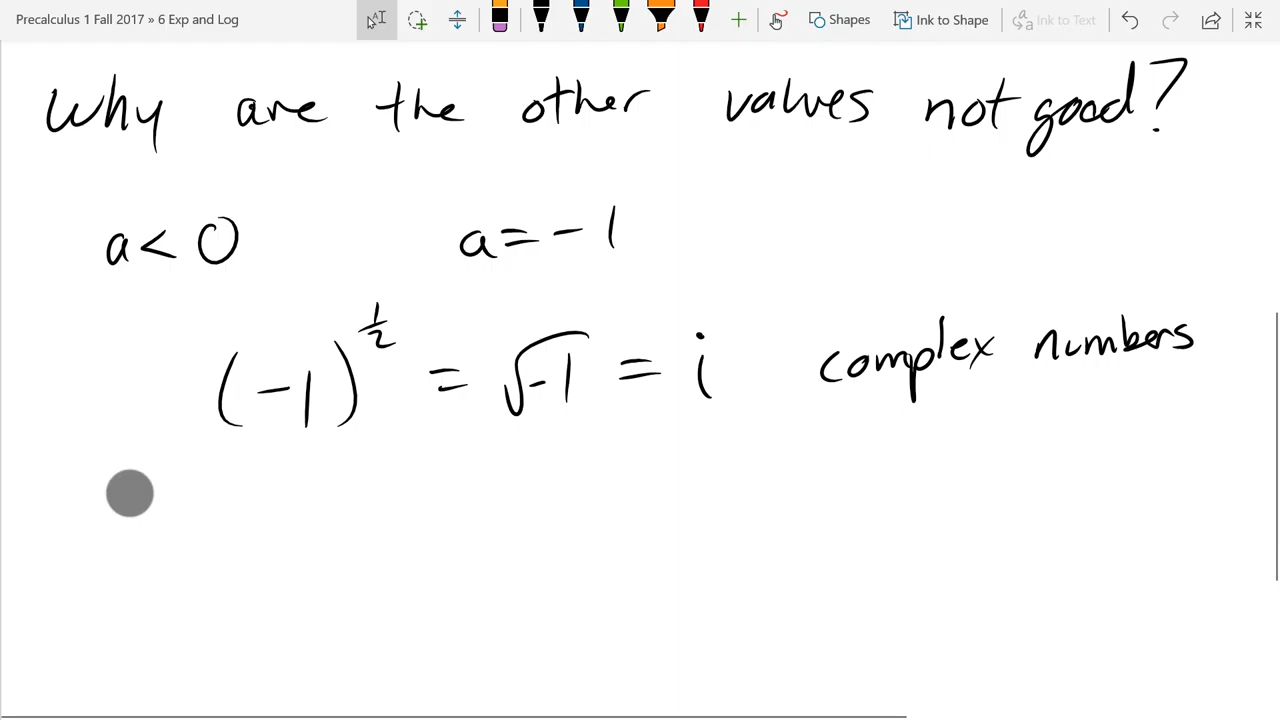 Precalculus 1 Fall 2017 » 6 Exp and Log
Shapes
Ink to Shape
Ink to Text
Why are the other values not good?
a < 0 a = -1
(-1)^{1/2} = √-1 = i complex numbers